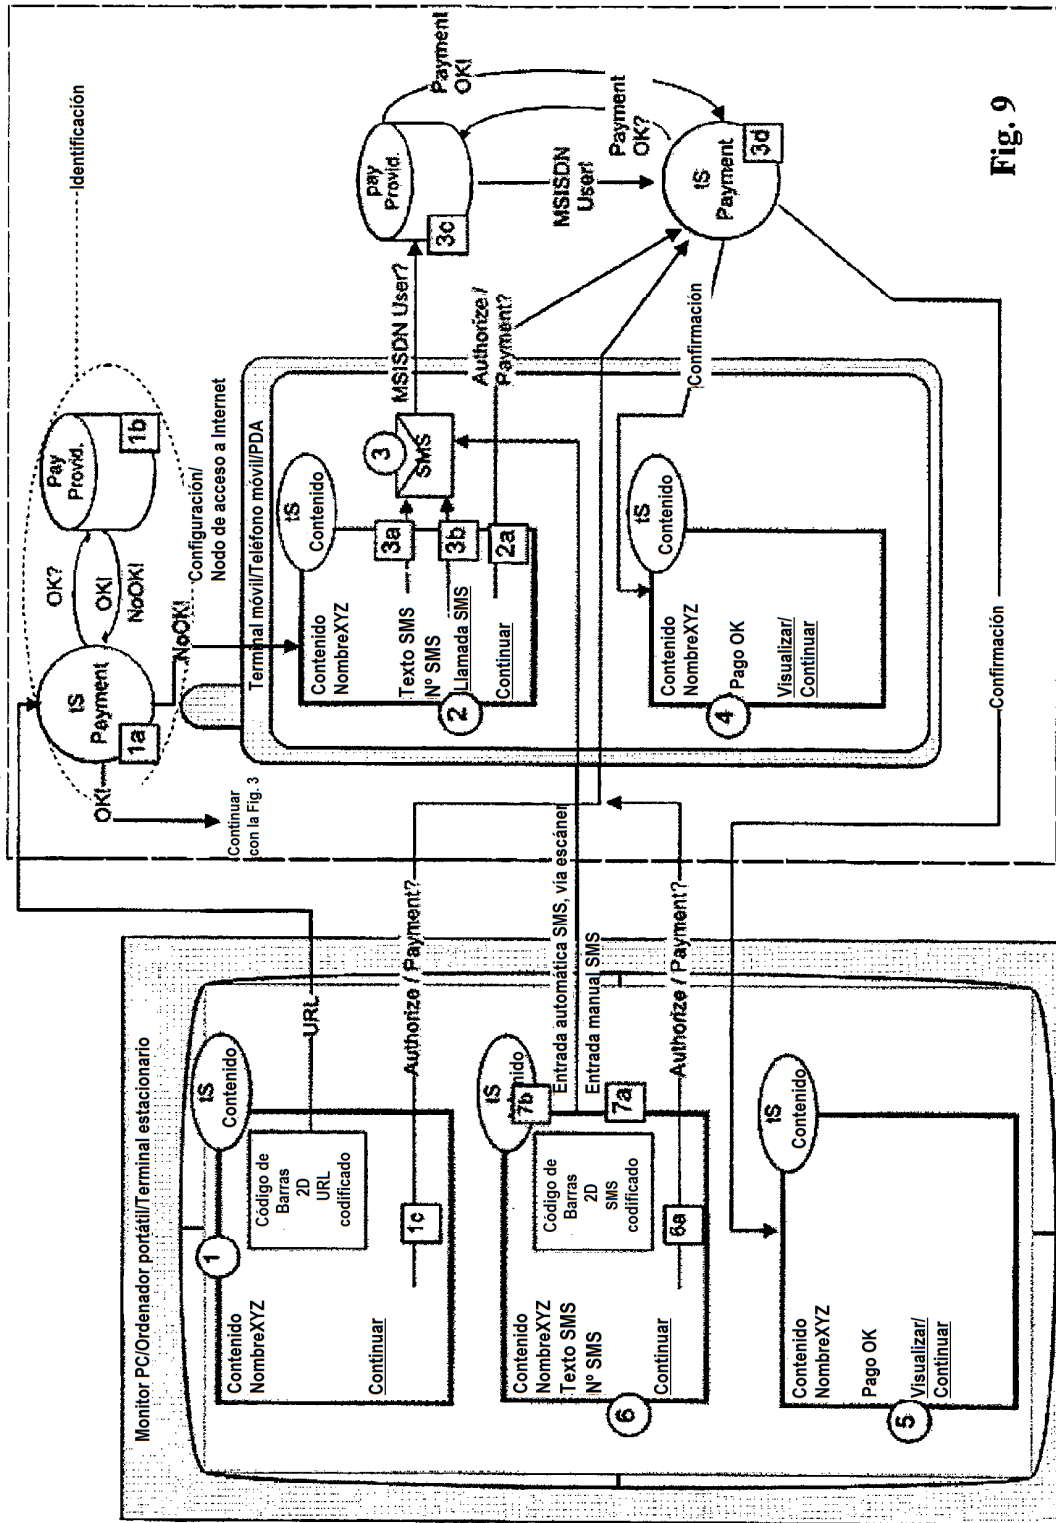 Monitor PC/Ordenador portátil/Terminal estacionario
1
tS
Contenido
Contenido
NombreXYZ
Código de
Barras
2D
URL
codificado
Continuar
1c
URL
Authorize / Payment?
tS
nido
7b
Contenido
NombreXYZ
Texto SMS
Nº SMS
Código de
Barras
2D
SMS
codificado
7a
6
Continuar
6a
Entrada automática SMS, vía escáner
Entrada manual SMS
Authorize / Payment?
tS
Contenido
Contenido
NombreXYZ
Pago OK
5
Visualizar/
Continuar
Identificación
tS
Payment
1a
OK?
OK!
NoOK!
Pay
Provid.
1b
OK!
NoOK!
Continuar
con la Fig. 3
Configuración/
Nodo de acceso a Internet
Terminal móvil/Teléfono móvil/PDA
tS
Contenido
Contenido
NombreXYZ
Texto SMS
Nº SMS
Llamada SMS
2
Continuar
3a
3b
2a
3
SMS
MSISDN User?
Authorize /
Payment?
pay
Provid.
3c
Payment
OK!
MSISDN
User!
Payment
OK?
tS
Payment
3d
Confirmación
tS
Contenido
Contenido
NombreXYZ
4
Pago OK
Visualizar/
Continuar
Confirmación
Fig. 9